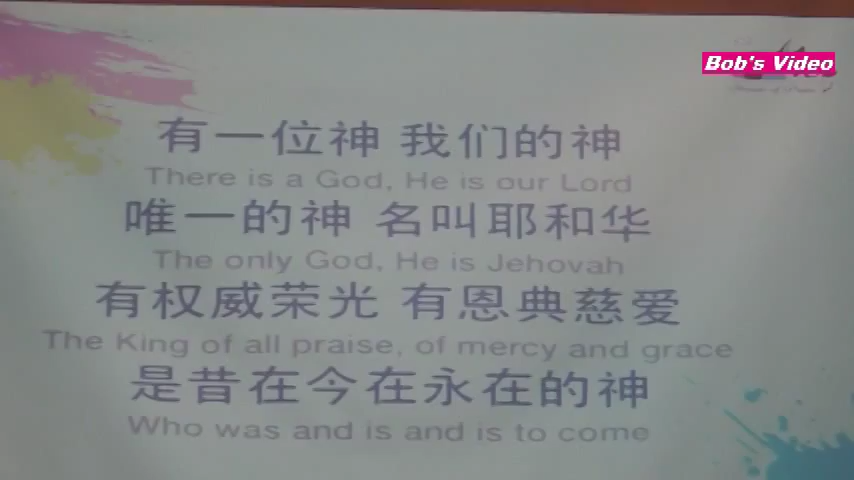 Bob's Video
有一位神 我们的神
There is a God, He is our Lord
唯一的神 名叫耶和华
The only God, He is Jehovah
有权威荣光 有恩典慈爱
The King of all praise, of mercy and grace
是昔在今在永在的神
Who was and is and is to come